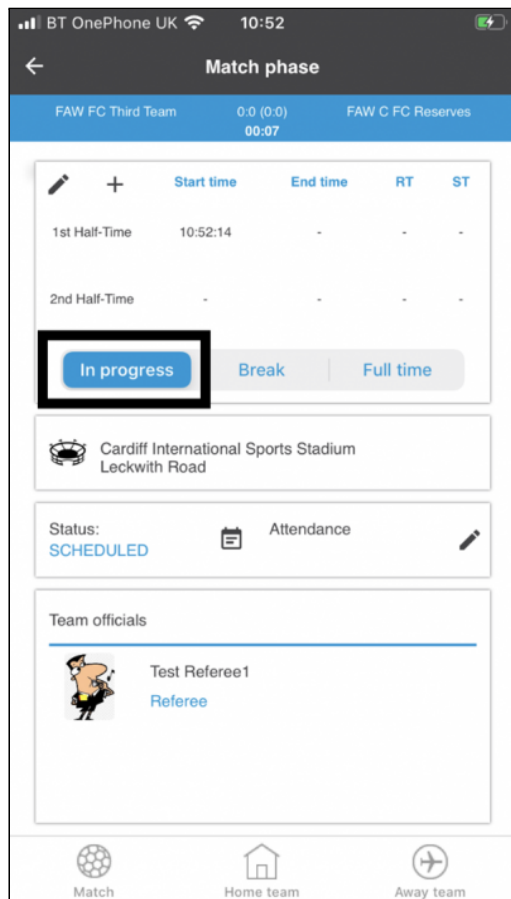 BT OnePhone UK 10:52
Match phase
FAW FC Third Team 0:0 (0:0) FAW C FC Reserves
00:07
Start time End time RT ST
1st Half-Time 10:52:14 - - -
2nd Half-Time - - - -
In progress Break Full time
Cardiff International Sports Stadium
Leckwith Road
Status: Attendance
SCHEDULED
Team officials
Test Referee1
Referee
Match Home team Away team